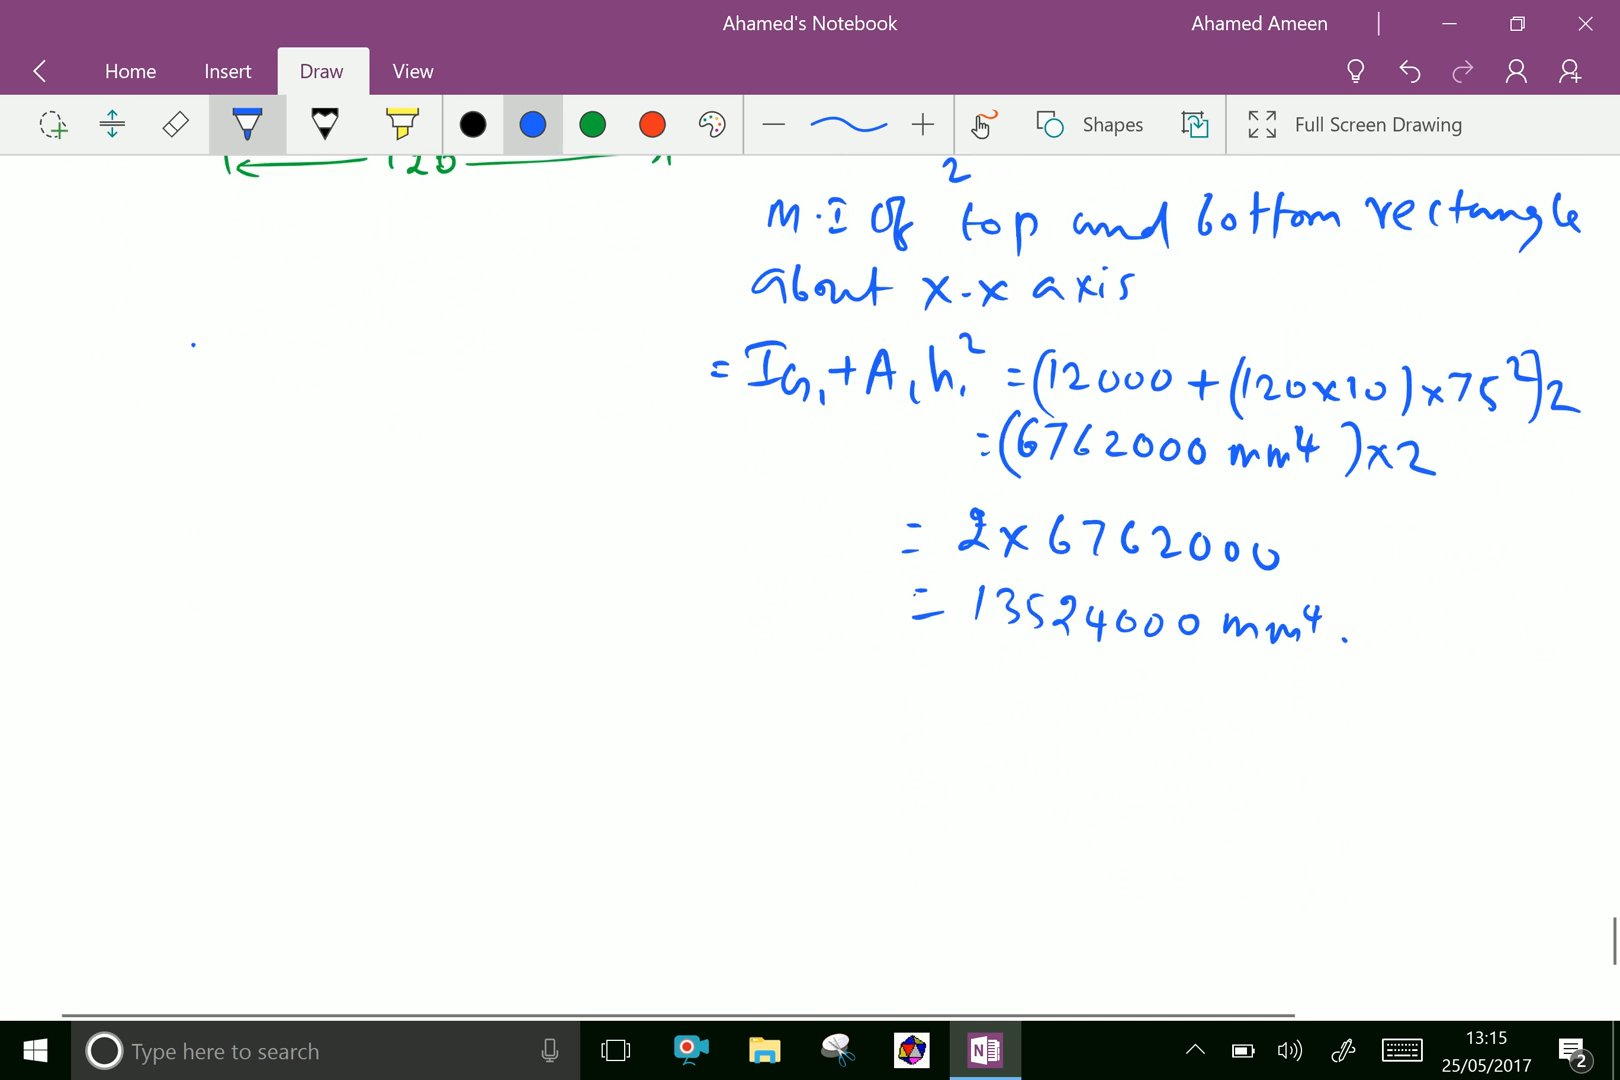 Ahamed's Notebook
Ahamed Ameen
Home Insert Draw View
Shapes
Full Screen Drawing
120
2
M.I of top and bottom rectangle
about x-x axis
= IG₁ + A₁h₁² = (12000 + (120x10) x 75²)2
= (6762000 mm⁴) x 2
= 2 x 6762000
= 13524000 mm⁴.
Type here to search
N
13:15
25/05/2017
2